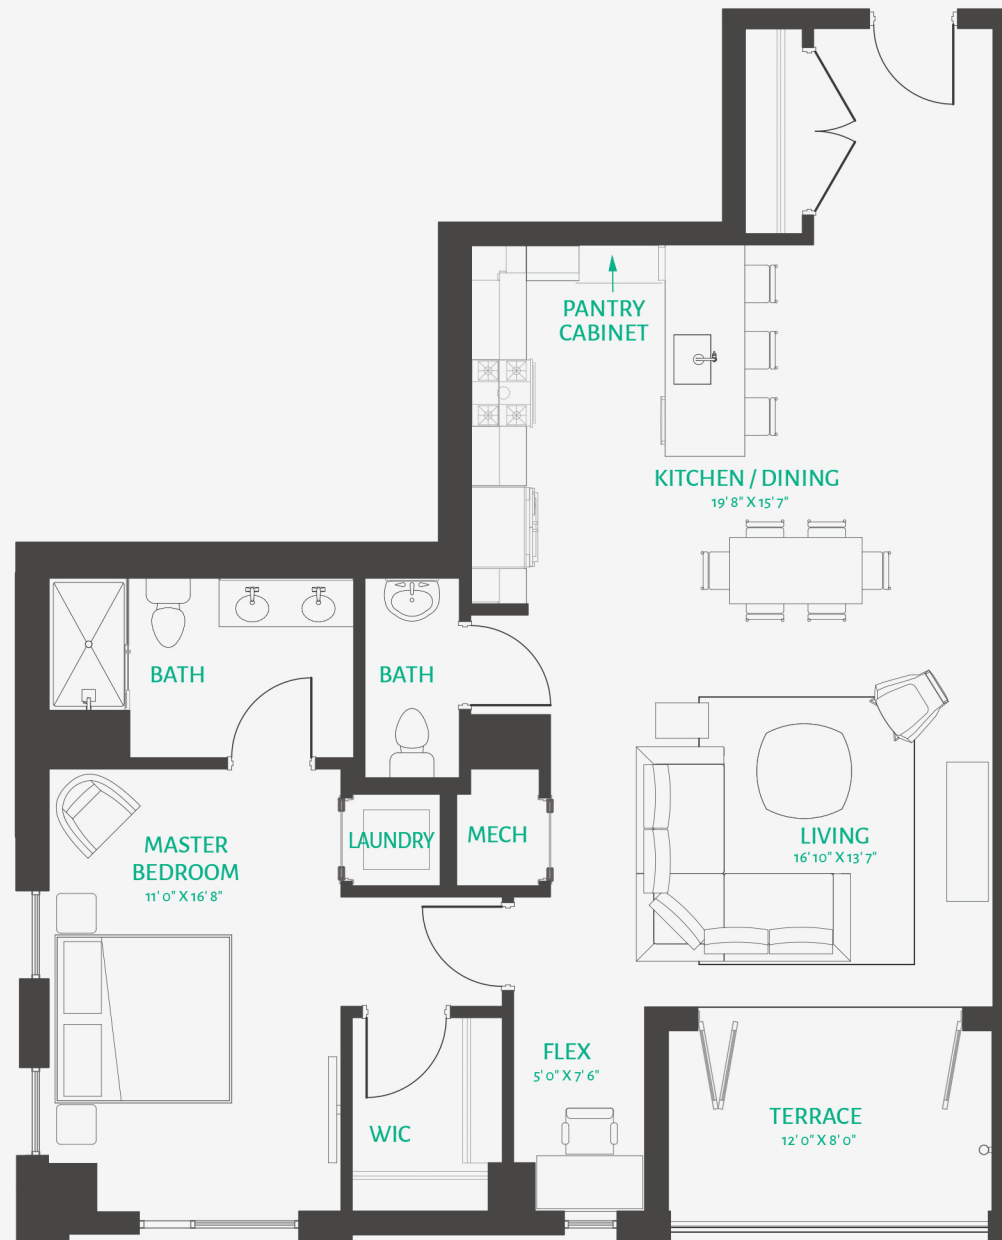 PANTRY
CABINET
KITCHEN / DINING
19' 8" X 15' 7"
BATH
BATH
LAUNDRY
MECH
MASTER
BEDROOM
11' 0" X 16' 8"
LIVING
16' 10" X 13' 7"
FLEX
5' 0" X 7' 6"
WIC
TERRACE
12' 0" X 8' 0"